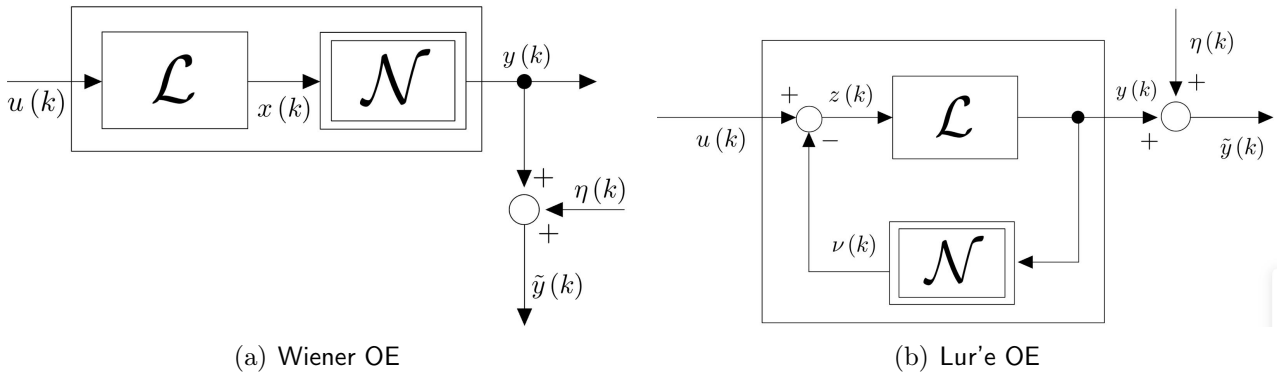 u(k)
ℒ
x(k)
𝒩
y(k)
+
η(k)
+
ỹ(k)
(a) Wiener OE
u(k)
+
−
z(k)
ℒ
ν(k)
𝒩
y(k)
η(k)
+
+
ỹ(k)
(b) Lur'e OE